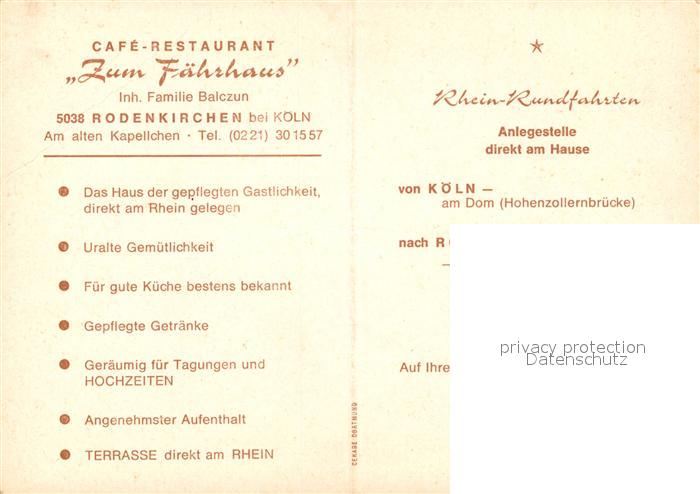 CAFÉ-RESTAURANT
„Zum Fährhaus"
Inh. Familie Balczun
5038 RODENKIRCHEN bei KÖLN
Am alten Kapellchen · Tel. (0221) 301557
Das Haus der gepflegten Gastlichkeit,
direkt am Rhein gelegen
Uralte Gemütlichkeit
Für gute Küche bestens bekannt
Gepflegte Getränke
Geräumig für Tagungen und
HOCHZEITEN
Angenehmster Aufenthalt
TERRASSE direkt am RHEIN
CEKADE DORTMUND
Rhein-Rundfahrten
Anlegestelle
direkt am Hause
von KÖLN —
am Dom (Hohenzollernbrücke)
nach R
Auf Ihre
privacy protection
Datenschutz